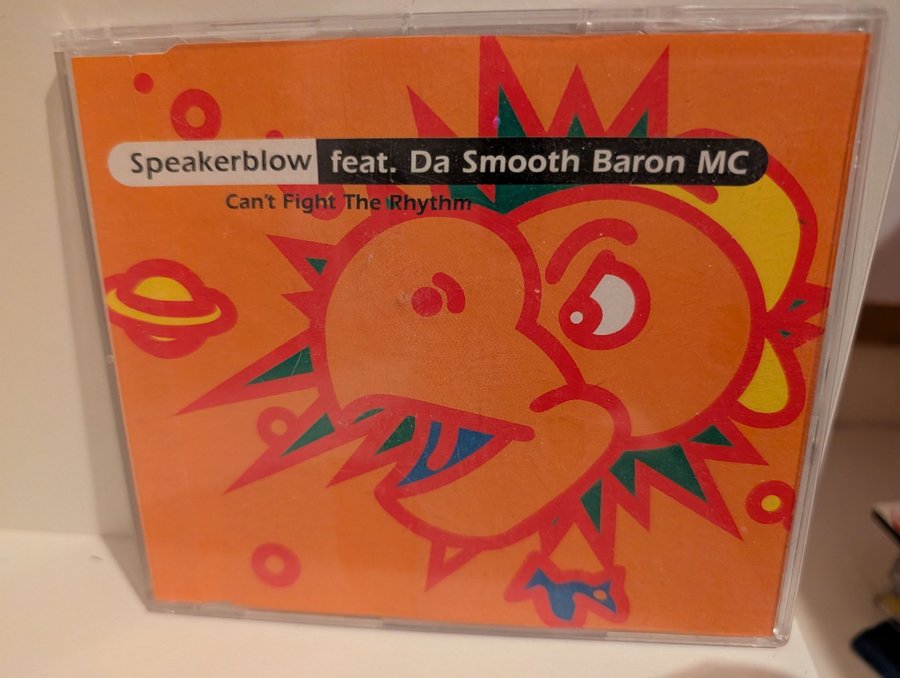 Speakerblow feat. Da Smooth Baron MC
Can't Fight The Rhythm